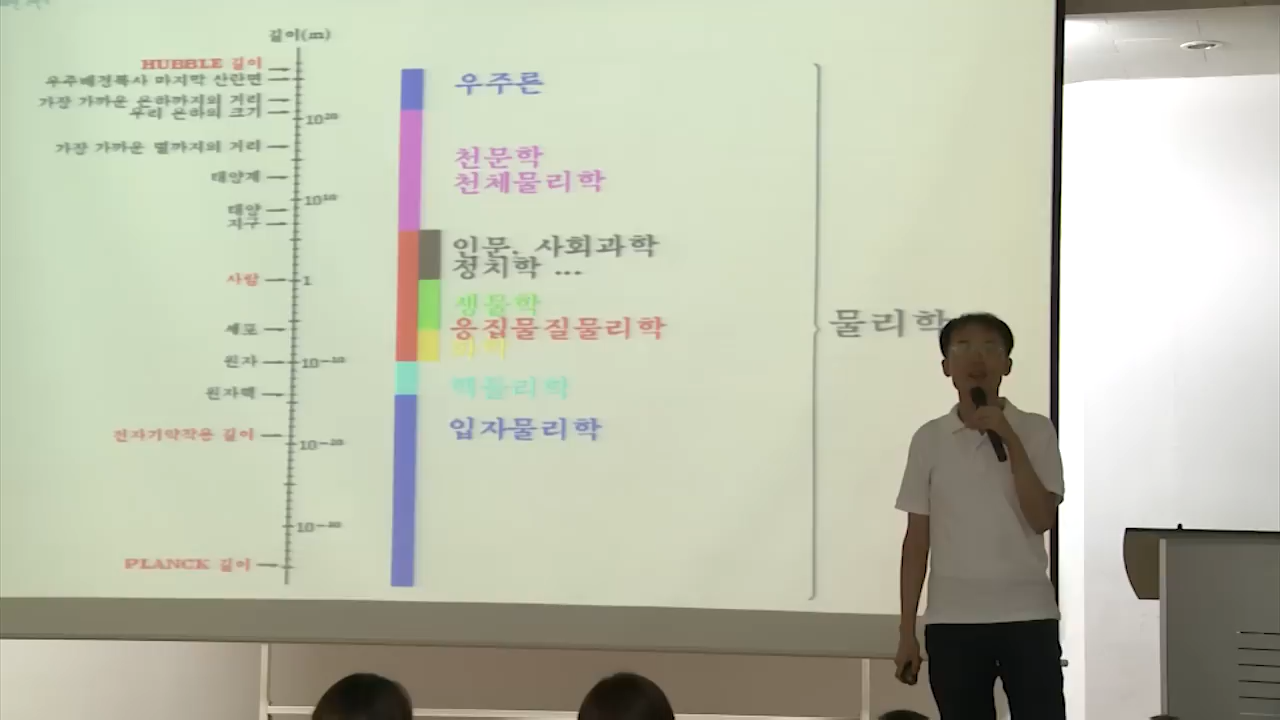 길이(m)
HUBBLE 길이
우주배경복사 마지막 산란면
가장 가까운 은하까지의 거리
우리 은하의 크기
10²⁰
가장 가까운 별까지의 거리
태양계
10¹⁰
태양
지구
사람
1
세포
원자
10⁻¹⁰
원자핵
전자기약작용 길이
10⁻²⁰
10⁻³⁰
PLANCK 길이
우주론
천문학
천체물리학
인문, 사회과학
정치학 ...
생물학
응집물질물리학
화학
핵물리학
입자물리학
물리학